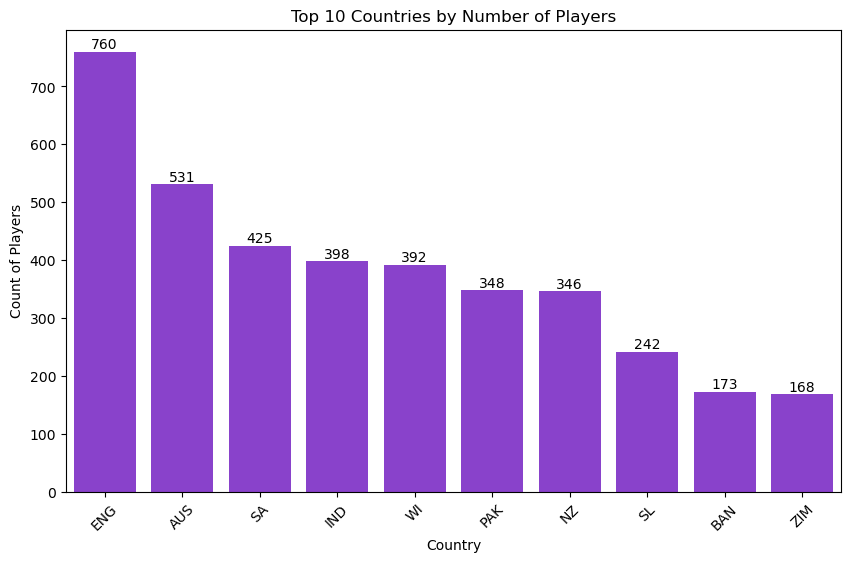 Top 10 Countries by Number of Players
760
531
425
398
392
348
346
242
173
168
700
600
500
400
300
200
100
0
Count of Players
ENG
AUS
SA
IND
WI
PAK
NZ
SL
BAN
ZIM
Country